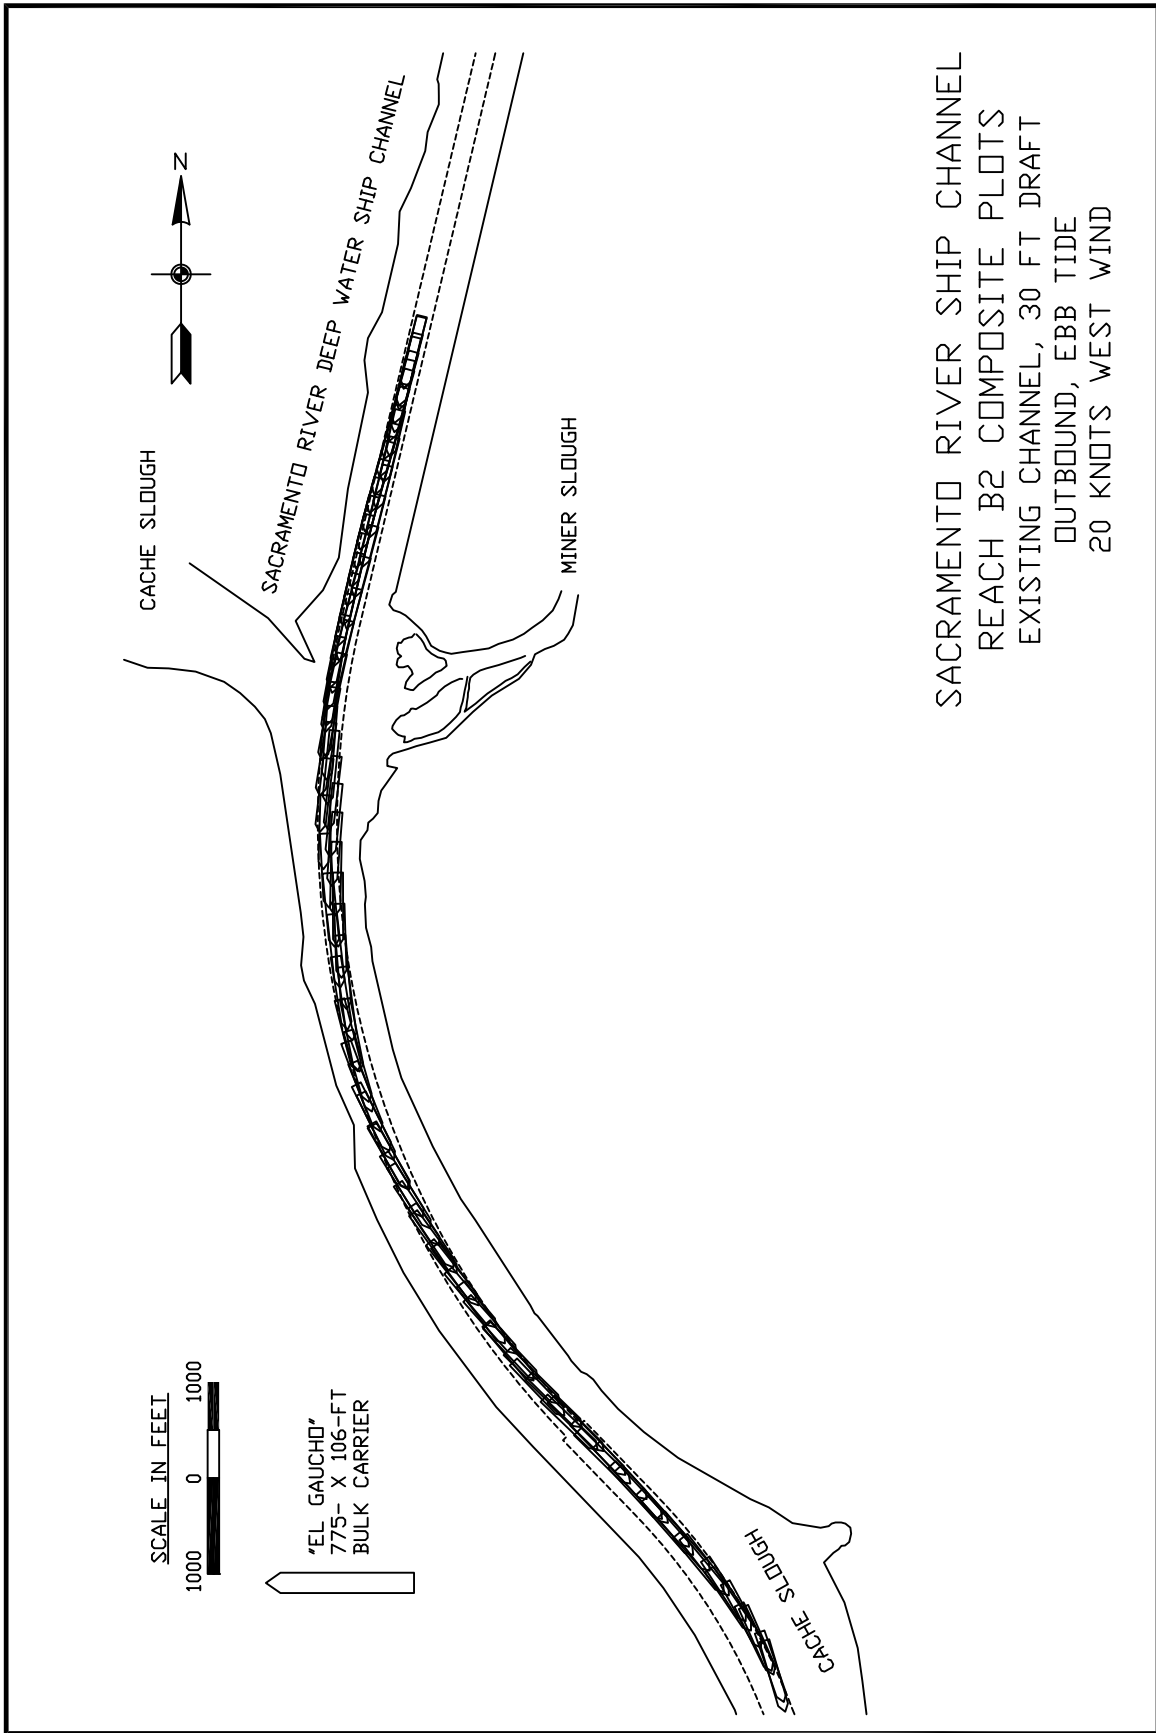 SCALE IN FEET
1000 0 1000
"EL GAUCHO"
775- X 106-FT
BULK CARRIER
CACHE SLOUGH
N
SACRAMENTO RIVER DEEP WATER SHIP CHANNEL
MINER SLOUGH
CACHE SLOUGH
SACRAMENTO RIVER SHIP CHANNEL
REACH B2 COMPOSITE PLOTS
EXISTING CHANNEL, 30 FT DRAFT
OUTBOUND, EBB TIDE
20 KNOTS WEST WIND